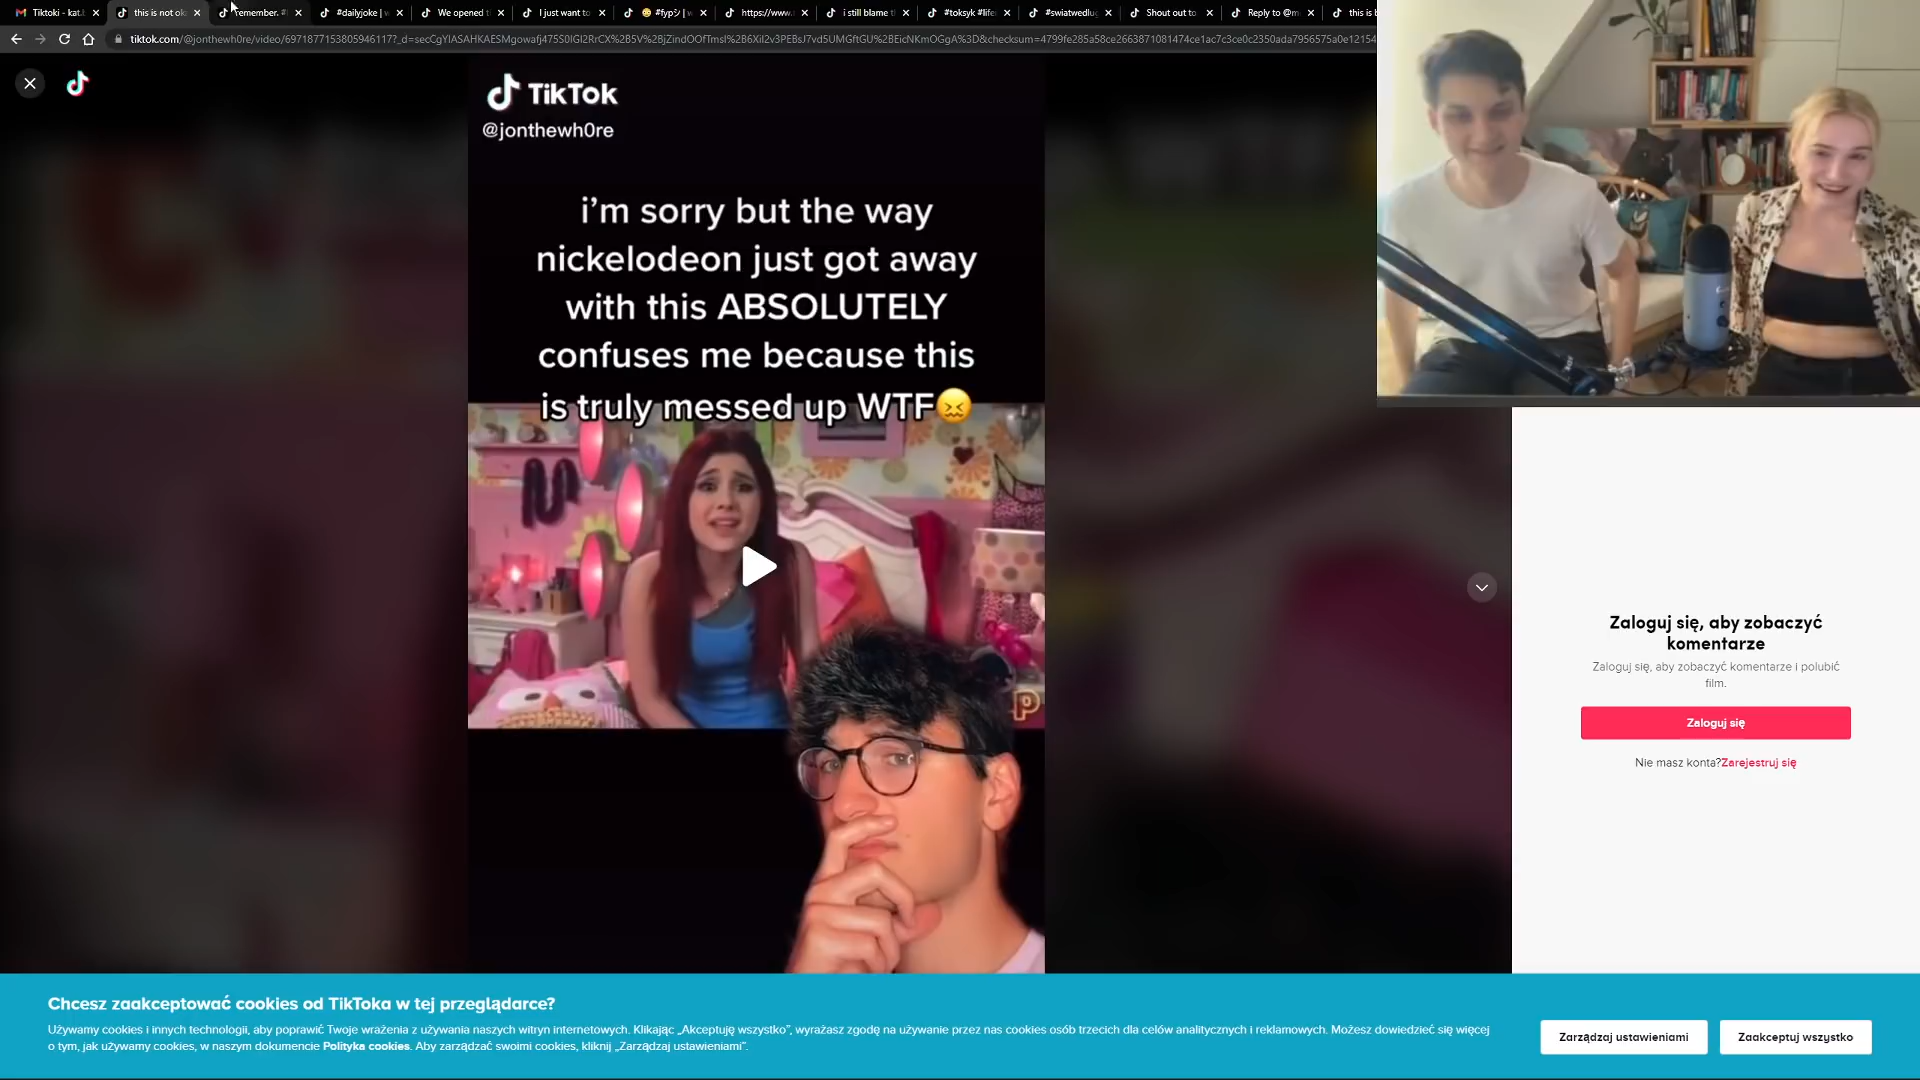 Tiktoki - kat.l
this is not ok
remember. #
#dailyjoke | w
We opened t
I just want to
#fypシ | w
https://www.
i still blame t
#toksyk #life
#swiatwedlug
Shout out to
Reply to @m
this is b
TikTok
@jonthewh0re
i'm sorry but the way
nickelodeon just got away
with this ABSOLUTELY
confuses me because this
is truly messed up WTF😖
Zaloguj się, aby zobaczyć
komentarze
Zaloguj się, aby zobaczyć komentarze i polubić
film.
Zaloguj się
Nie masz konta?Zarejestruj się
Chcesz zaakceptować cookies od TikToka w tej przeglądarce?
Używamy cookies i innych technologii, aby poprawić Twoje wrażenia z używania naszych witryn internetowych. Klikając „Akceptuję wszystko”, wyrażasz zgodę na używanie przez nas cookies osób trzecich dla celów analitycznych i reklamowych. Możesz dowiedzieć się więcej
o tym, jak używamy cookies, w naszym dokumencie Polityka cookies. Aby zarządzać swoimi cookies, kliknij „Zarządzaj ustawieniami”.
Zarządzaj ustawieniami
Zaakceptuj wszystko